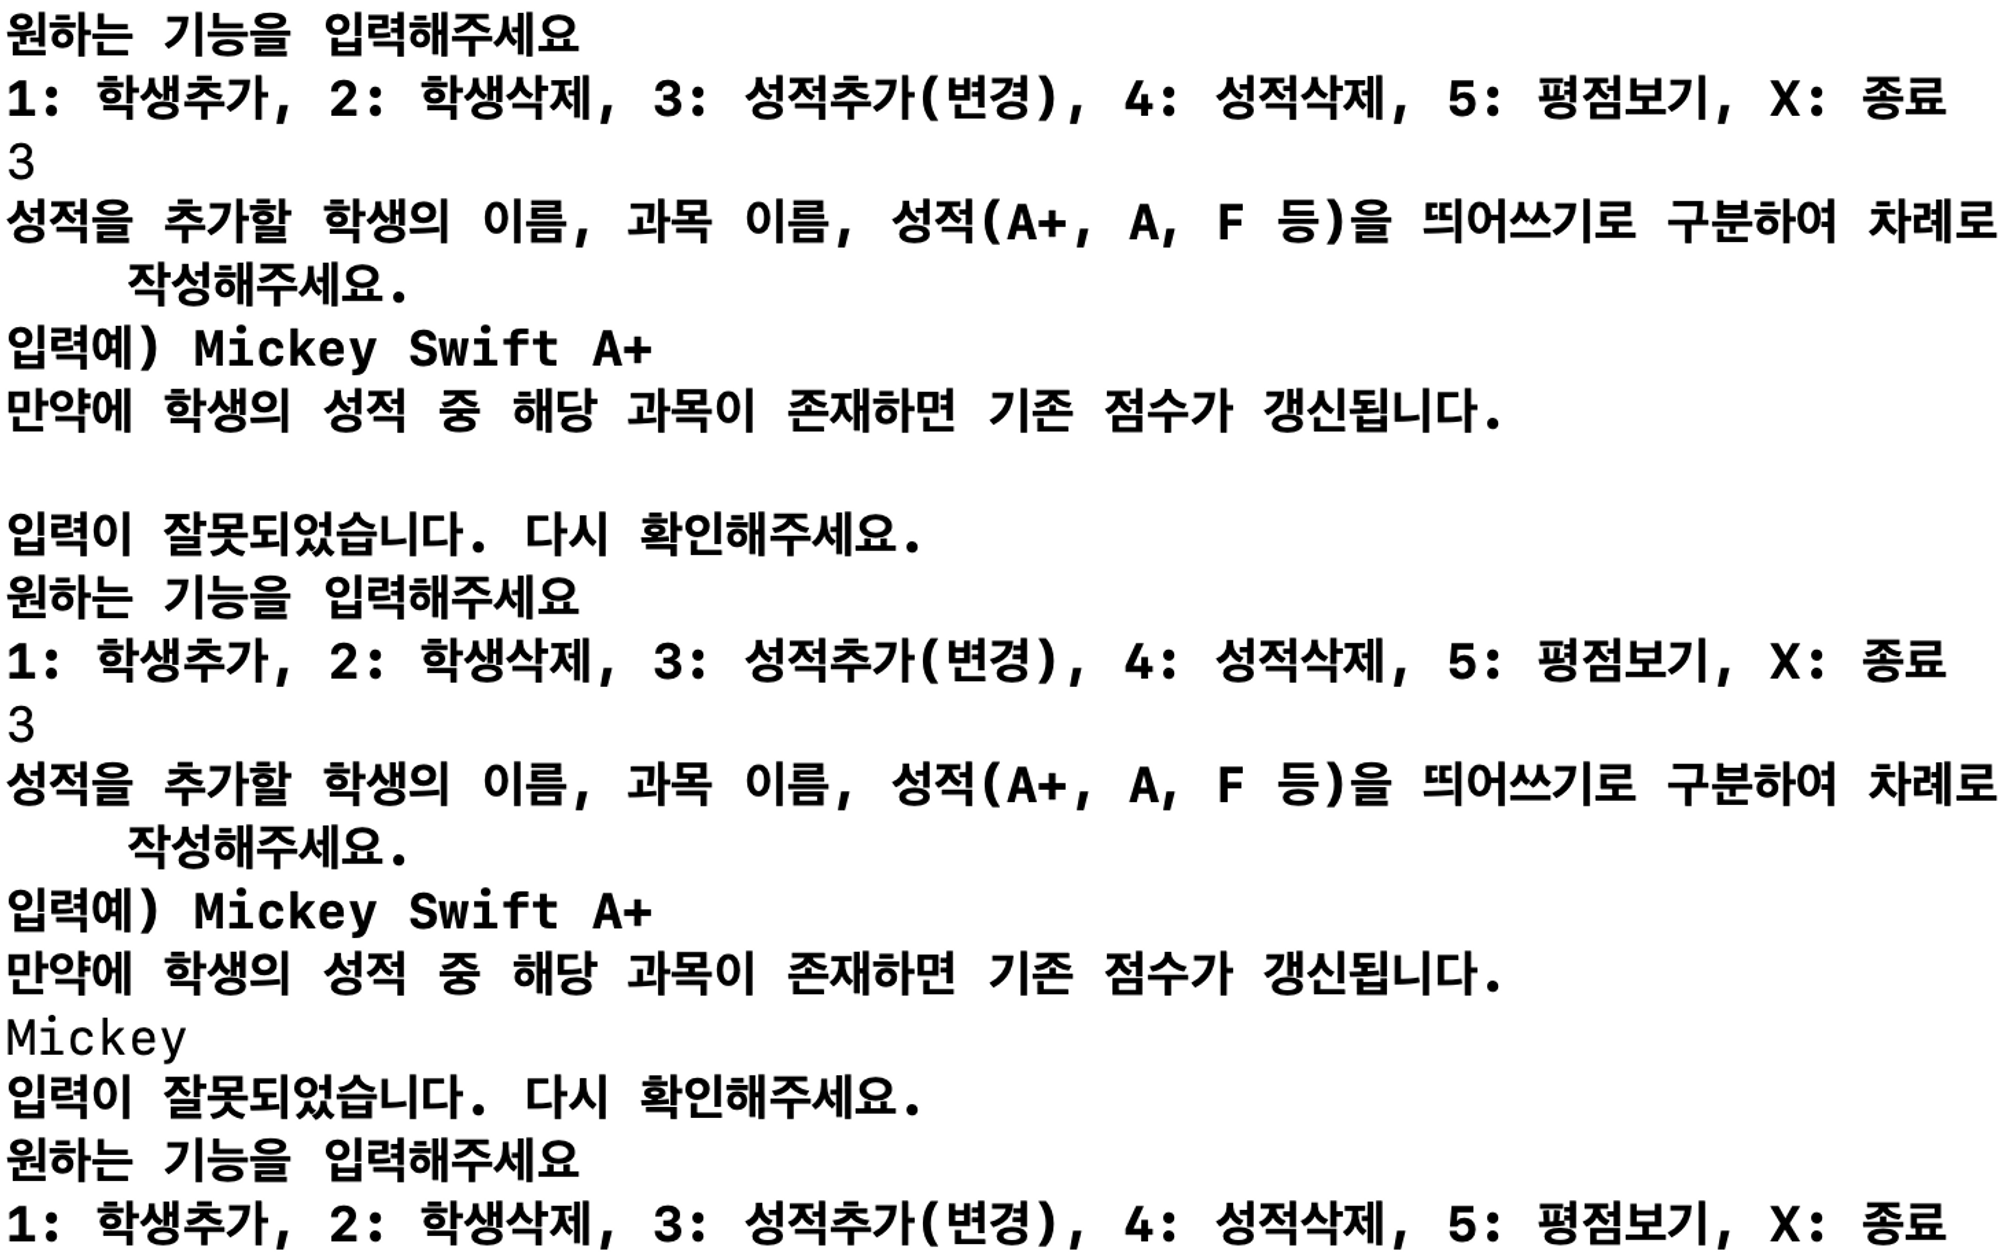 원하는 기능을 입력해주세요
1: 학생추가, 2: 학생삭제, 3: 성적추가(변경), 4: 성적삭제, 5: 평점보기, X: 종료
3
성적을 추가할 학생의 이름, 과목 이름, 성적(A+, A, F 등)을 띄어쓰기로 구분하여 차례로
작성해주세요.
입력예) Mickey Swift A+
만약에 학생의 성적 중 해당 과목이 존재하면 기존 점수가 갱신됩니다.
입력이 잘못되었습니다. 다시 확인해주세요.
원하는 기능을 입력해주세요
1: 학생추가, 2: 학생삭제, 3: 성적추가(변경), 4: 성적삭제, 5: 평점보기, X: 종료
3
성적을 추가할 학생의 이름, 과목 이름, 성적(A+, A, F 등)을 띄어쓰기로 구분하여 차례로
작성해주세요.
입력예) Mickey Swift A+
만약에 학생의 성적 중 해당 과목이 존재하면 기존 점수가 갱신됩니다.
Mickey
입력이 잘못되었습니다. 다시 확인해주세요.
원하는 기능을 입력해주세요
1: 학생추가, 2: 학생삭제, 3: 성적추가(변경), 4: 성적삭제, 5: 평점보기, X: 종료